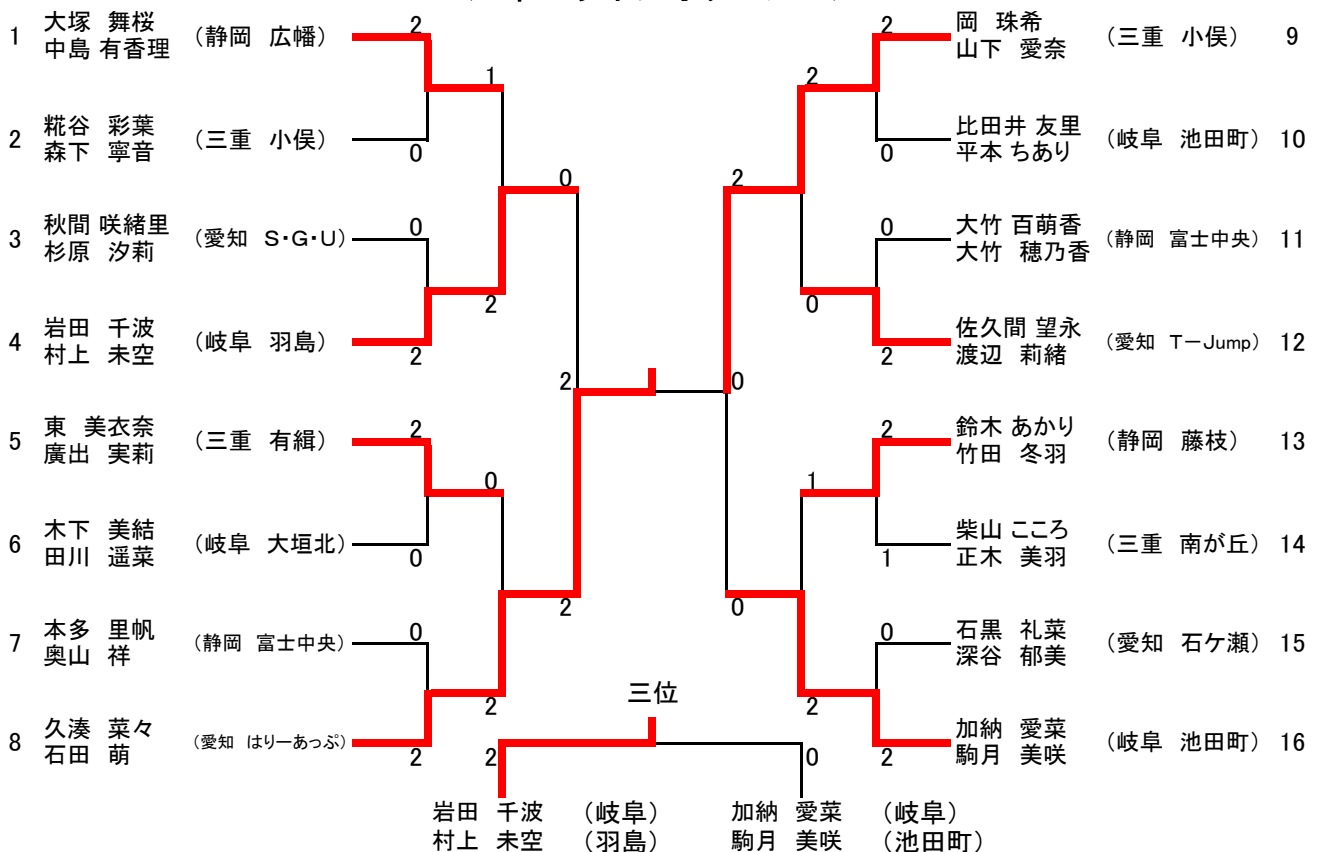 1 大塚 舞桜 (静岡 広幡) 2
中島 有香理
1
2 糀谷 彩葉 (三重 小俣) 0
森下 寧音
0
3 秋間 咲緒里 (愛知 S・G・U) 0
杉原 汐莉
2
4 岩田 千波 (岐阜 羽島) 2
村上 未空
2
5 東 美衣奈 (三重 有緝) 2
廣出 実莉
0
6 木下 美結 (岐阜 大垣北) 0
田川 遥菜
2
7 本多 里帆 (静岡 富士中央) 0
奥山 祥
2
8 久湊 菜々 (愛知 はりーあっぷ) 2
石田 萌
2 岡 珠希 (三重 小俣) 9
山下 愛奈
2
0 比田井 友里 (岐阜 池田町) 10
平本 ちあり
2
0 大竹 百萌香 (静岡 富士中央) 11
大竹 穂乃香
0
2 佐久間 望永 (愛知 T-Jump) 12
渡辺 莉緒
0
2 鈴木 あかり (静岡 藤枝) 13
竹田 冬羽
1
1 柴山 こころ (三重 南が丘) 14
正木 美羽
0
0 石黒 礼菜 (愛知 石ケ瀬) 15
深谷 郁美
2
2 加納 愛菜 (岐阜 池田町) 16
駒月 美咲
三位
2 0
岩田 千波 (岐阜) 加納 愛菜 (岐阜)
村上 未空 (羽島) 駒月 美咲 (池田町)